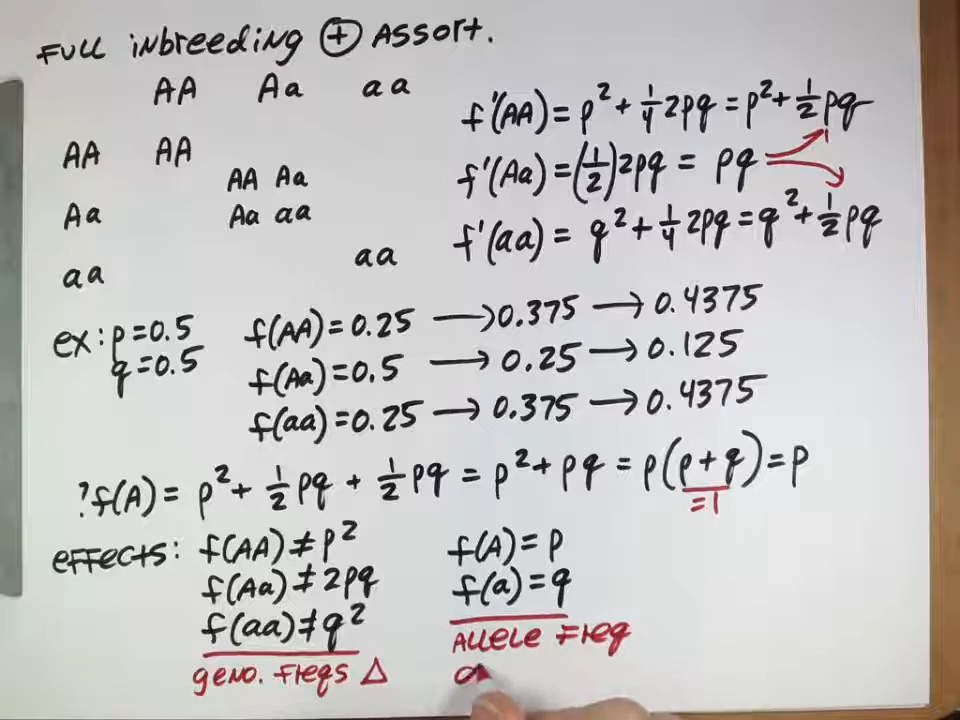 FULL inbreeding ⊕ ASSORT.
AA Aa aa
AA AA
AA Aa
Aa Aa aa
aa aa
f'(AA) = p² + 1/4 2pq = p² + 1/2 pq
f'(Aa) = (1/2) 2pq = pq
f'(aa) = q² + 1/4 2pq = q² + 1/2 pq
ex: p = 0.5
q = 0.5
f(AA) = 0.25 → 0.375 → 0.4375
f(Aa) = 0.5 → 0.25 → 0.125
f(aa) = 0.25 → 0.375 → 0.4375
? f(A) = p² + 1/2 pq + 1/2 pq = p² + pq = p(p + q) = p
= 1
effects: f(AA) ≠ p²
f(Aa) ≠ 2pq
f(aa) ≠ q²
geno. Freqs Δ
f(A) = p
f(a) = q
ALLELE Freq